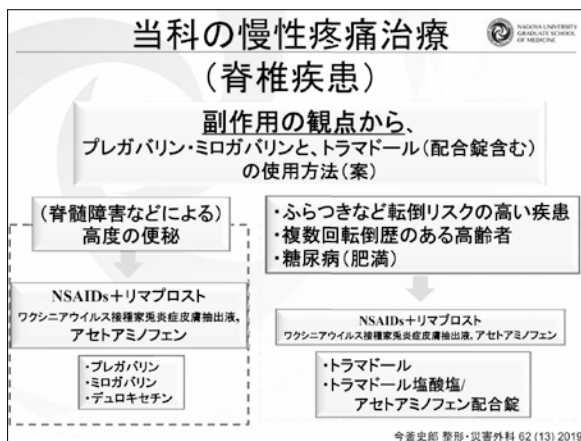 当科の慢性疼痛治療
NAGOYA UNIVERSITY
GRADUATE SCHOOL
OF MEDICINE
(脊椎疾患)
副作用の観点から、
プレガバリン・ミロガバリンと、トラマドール(配合錠含む)
の使用方法(案)
(脊髄障害などによる)
高度の便秘
NSAIDs+リマプロスト
ワクシニアウイルス接種家兎炎症皮膚抽出液,
アセトアミノフェン
・プレガバリン
・ミロガバリン
・デュロキセチン
・ふらつきなど転倒リスクの高い疾患
・複数回転倒歴のある高齢者
・糖尿病(肥満)
NSAIDs+リマプロスト
ワクシニアウイルス接種家兎炎症皮膚抽出液, アセトアミノフェン
・トラマドール
・トラマドール塩酸塩/
アセトアミノフェン配合錠
今釜史郎 整形・災害外科 62 (13) 2019